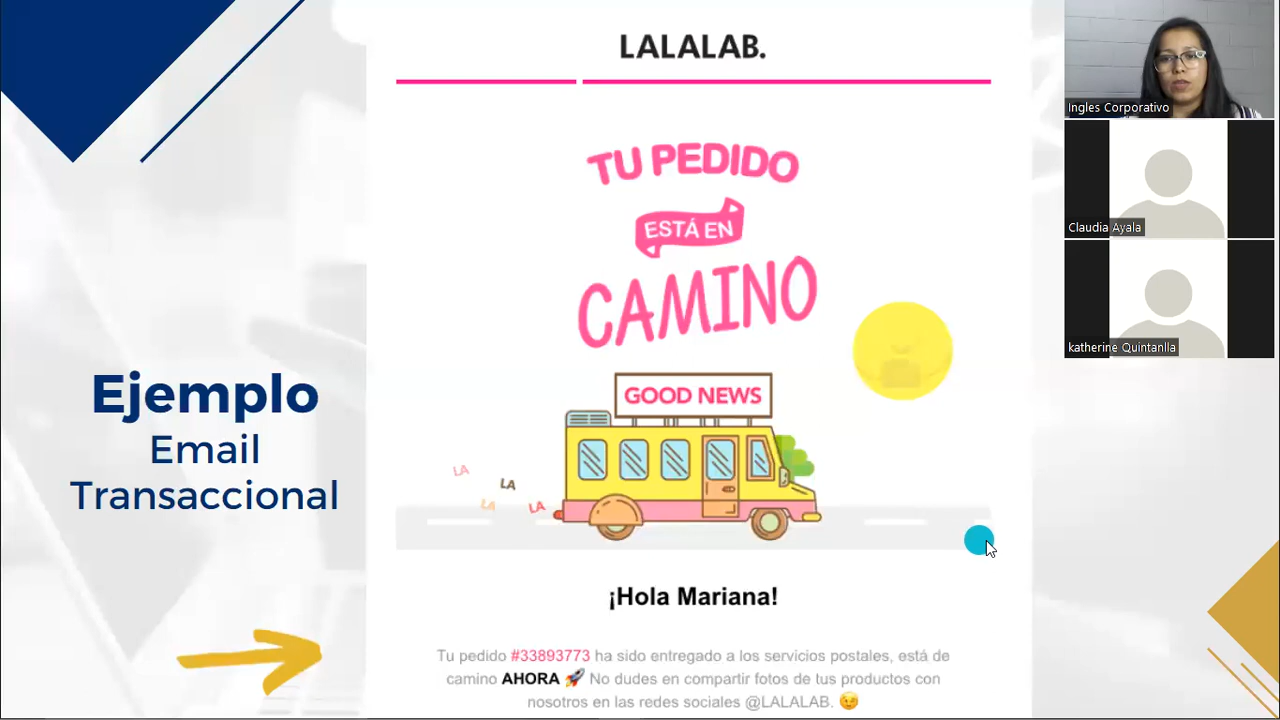 LALALAB.
TU PEDIDO
ESTÁ EN
CAMINO
GOOD NEWS
LA
LA
LA
LA
¡Hola Mariana!
Tu pedido #33893773 ha sido entregado a los servicios postales, está de
camino AHORA 🚀 No dudes en compartir fotos de tus productos con
nosotros en las redes sociales @LALALAB. 😉
Ejemplo
Email
Transaccional
Ingles Corporativo
Claudia Ayala
katherine Quintanlla